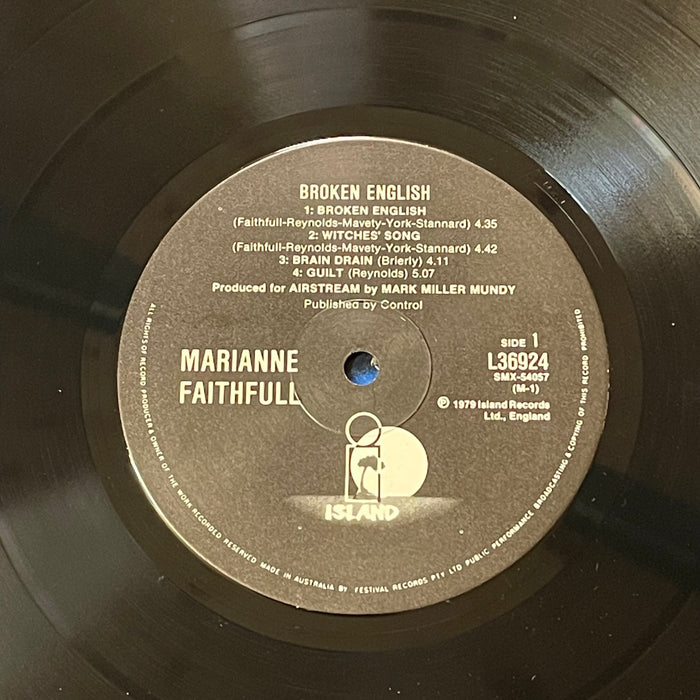 BROKEN ENGLISH
1: BROKEN ENGLISH
(Faithfull-Reynolds-Mavety-York-Stannard) 4.35
2: WITCHES' SONG
(Faithfull-Reynolds-Mavety-York-Stannard) 4.42
3: BRAIN DRAIN (Brierly) 4.11
4: GUILT (Reynolds) 5.07
Produced for AIRSTREAM by MARK MILLER MUNDY
Published by Control
MARIANNE
FAITHFULL
SIDE 1
L36924
SMX-54057
(M-1)
℗ 1979 Island Records
Ltd., England
ISLAND
ALL RIGHTS OF RECORD PRODUCER & OWNER OF THE WORK RECORDED RESERVED MADE IN AUSTRALIA BY FESTIVAL RECORDS PTY LTD PUBLIC PERFORMANCE BROADCASTING & COPYING OF THIS RECORD PROHIBITED